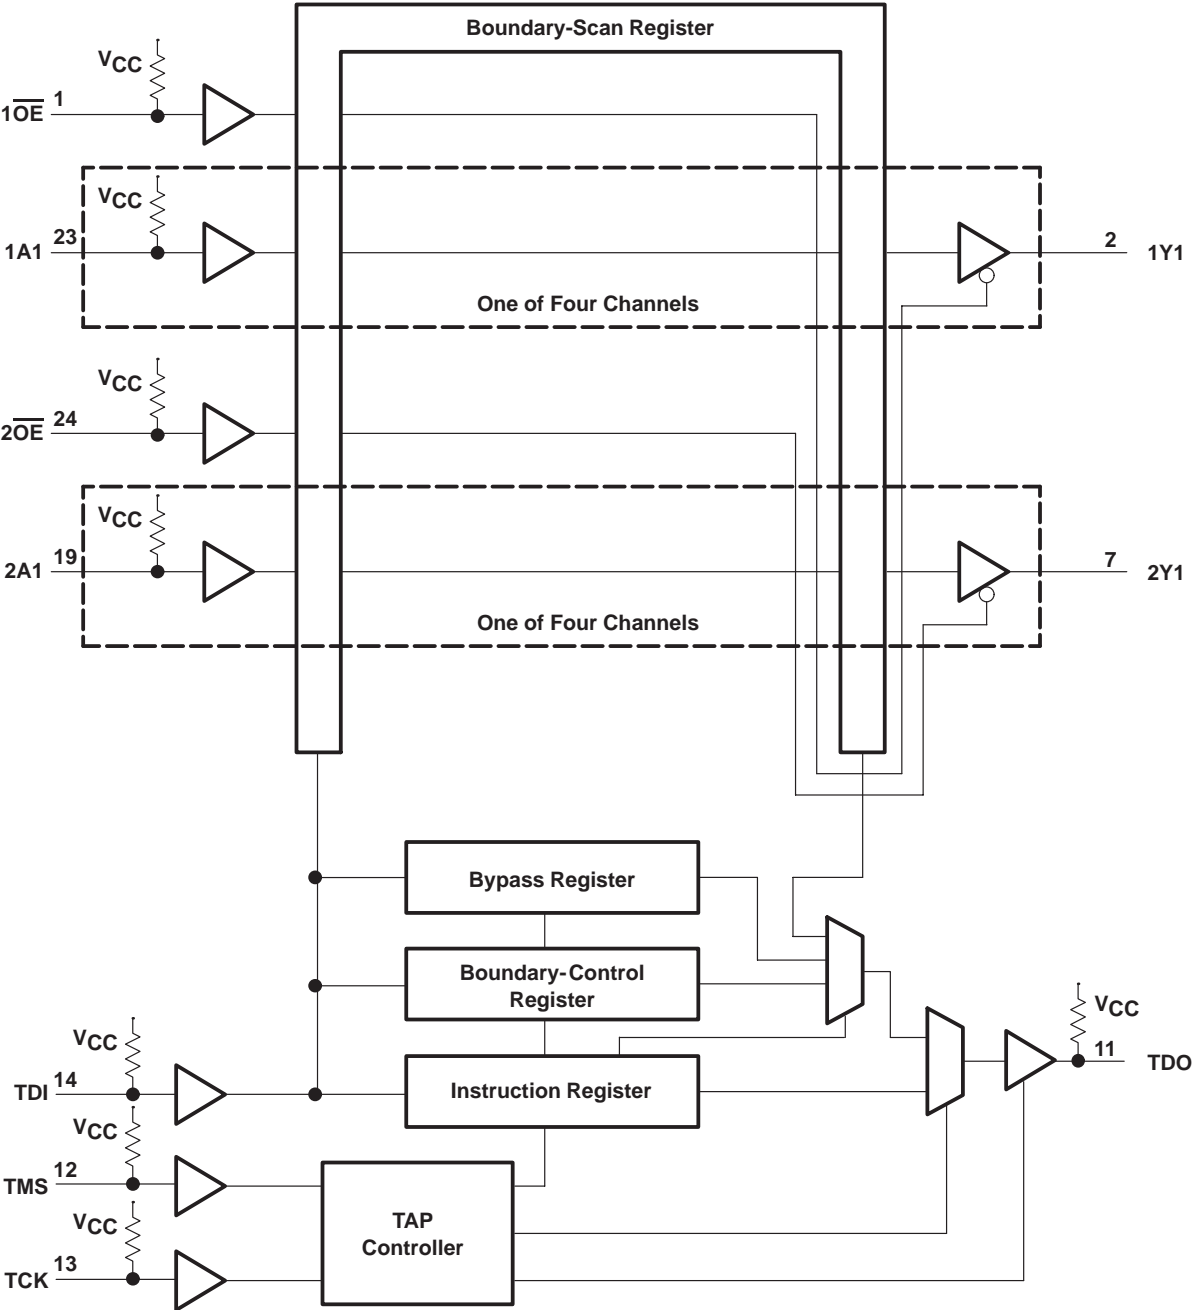 Boundary-Scan Register
VCC
1O̅E̅ 1
VCC
1A1 23
2 1Y1
One of Four Channels
VCC
2O̅E̅ 24
VCC
2A1 19
7 2Y1
One of Four Channels
Bypass Register
Boundary-Control
Register
VCC
VCC
TDI 14
Instruction Register
11 TDO
VCC
TMS 12
TAP
Controller
VCC
TCK 13